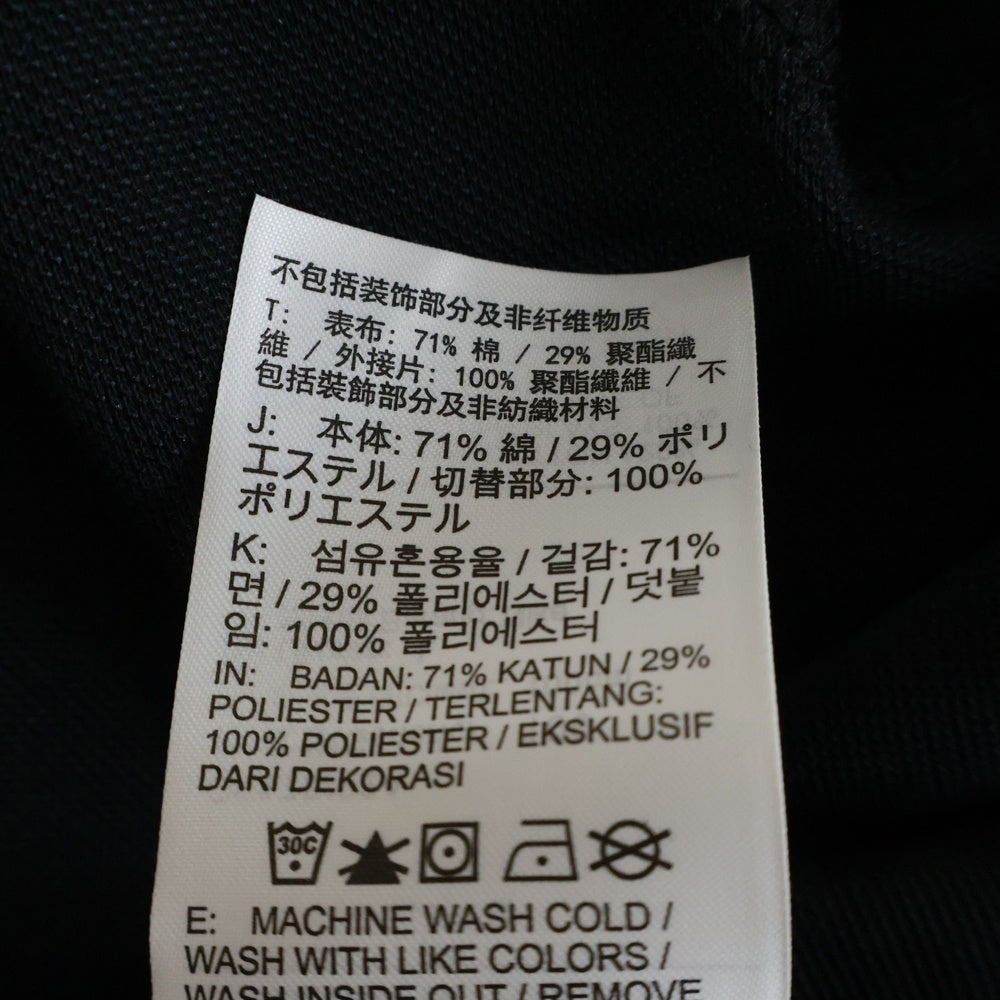 不包括装饰部分及非纤维物质
T: 表布: 71% 棉 / 29% 聚酯纖
維 / 外接片: 100% 聚酯纖維 / 不
包括裝飾部分及非紡織材料
J: 本体: 71% 綿 / 29% ポリ
エステル / 切替部分: 100%
ポリエステル
K: 섬유혼용율 / 겉감: 71%
면 / 29% 폴리에스터 / 덧붙
임: 100% 폴리에스터
IN: BADAN: 71% KATUN / 29%
POLIESTER / TERLENTANG:
100% POLIESTER / EKSKLUSIF
DARI DEKORASI
30C
E: MACHINE WASH COLD /
WASH WITH LIKE COLORS /
WASH INSIDE OUT / REMOVE